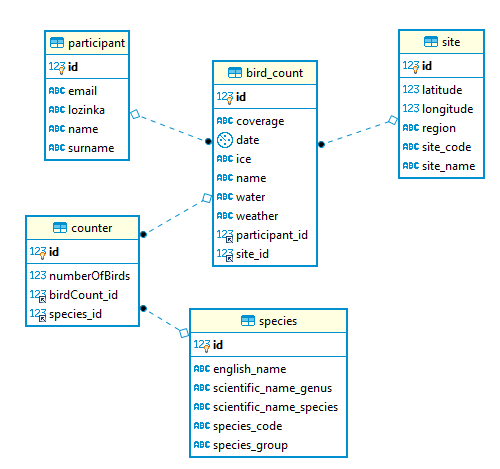 participant
123 id
ABC email
ABC lozinka
ABC name
ABC surname
bird_count
ABC id
ABC coverage
date
ABC ice
ABC name
ABC water
ABC weather
123 participant_id
123 site_id
site
123 id
123 latitude
123 longitude
ABC region
ABC site_code
ABC site_name
counter
123 id
123 numberOfBirds
123 birdCount_id
123 species_id
species
123 id
ABC english_name
ABC scientific_name_genus
ABC scientific_name_species
ABC species_code
ABC species_group